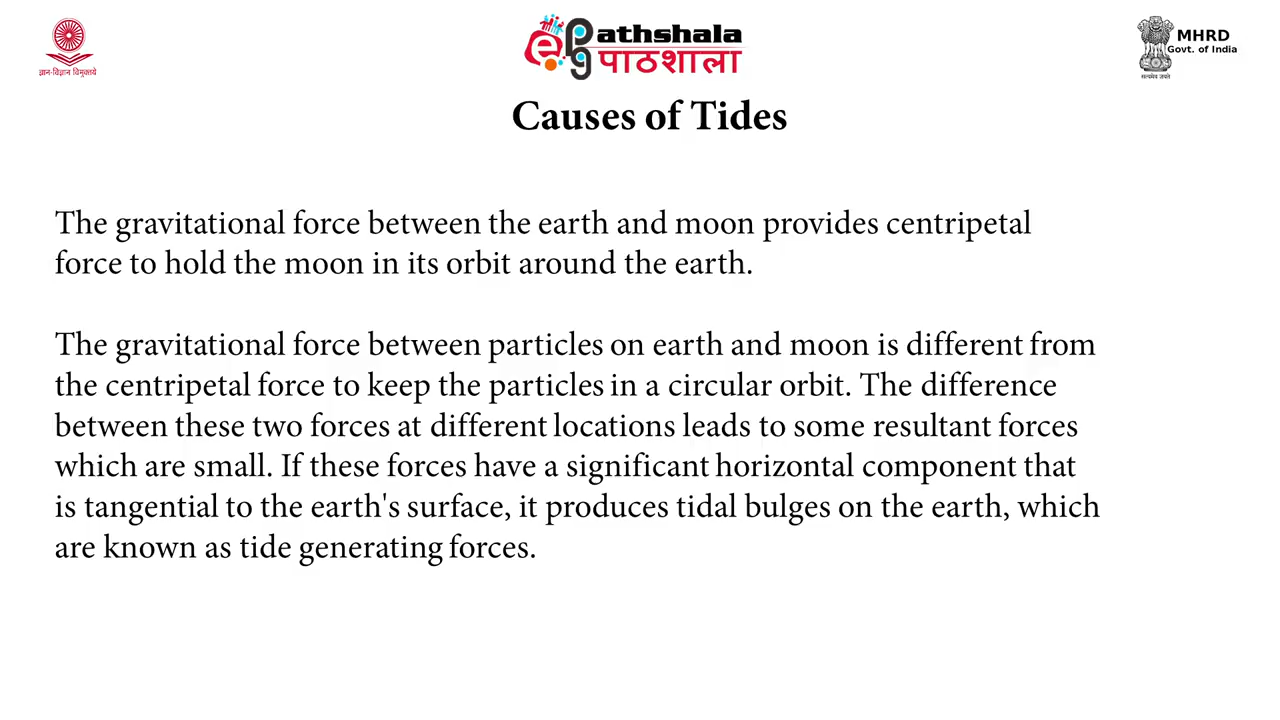 ज्ञान-विज्ञान विमुक्तये
e Pathshala
पाठशाला
MHRD
Govt. of India
सत्यमेव जयते
Causes of Tides
The gravitational force between the earth and moon provides centripetal
force to hold the moon in its orbit around the earth.
The gravitational force between particles on earth and moon is different from
the centripetal force to keep the particles in a circular orbit. The difference
between these two forces at different locations leads to some resultant forces
which are small. If these forces have a significant horizontal component that
is tangential to the earth's surface, it produces tidal bulges on the earth, which
are known as tide generating forces.